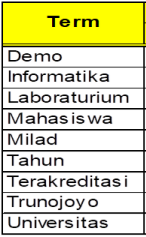 Term
Demo
Informatika
Laboraturium
Mahasiswa
Milad
Tahun
Terakreditasi
Trunojoyo
Universitas